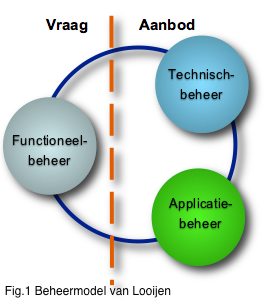 Vraag Aanbod
Technisch-
beheer
Functioneel-
beheer
Applicatie-
beheer
Fig.1 Beheermodel van Looijen